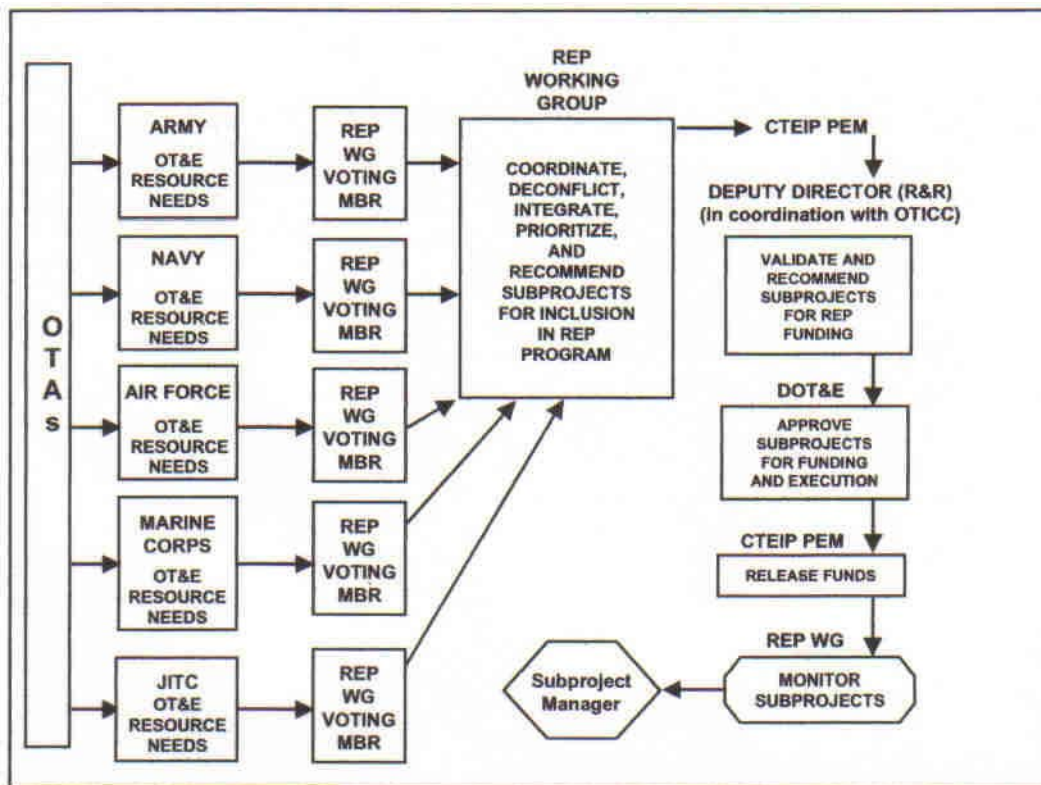 OTAs
ARMY
OT&E
RESOURCE
NEEDS
REP
WG
VOTING
MBR
NAVY
OT&E
RESOURCE
NEEDS
REP
WG
VOTING
MBR
AIR FORCE
OT&E
RESOURCE
NEEDS
REP
WG
VOTING
MBR
MARINE
CORPS
OT&E
RESOURCE
NEEDS
REP
WG
VOTING
MBR
JITC
OT&E
RESOURCE
NEEDS
REP
WG
VOTING
MBR
REP
WORKING
GROUP
COORDINATE,
DECONFLICT,
INTEGRATE,
PRIORITIZE,
AND
RECOMMEND
SUBPROJECTS
FOR INCLUSION
IN REP
PROGRAM
CTEIP PEM
DEPUTY DIRECTOR (R&R)
(In coordination with OTICC)
VALIDATE AND
RECOMMEND
SUBPROJECTS
FOR REP
FUNDING
DOT&E
APPROVE
SUBPROJECTS
FOR FUNDING
AND EXECUTION
CTEIP PEM
RELEASE FUNDS
REP WG
MONITOR
SUBPROJECTS
Subproject
Manager